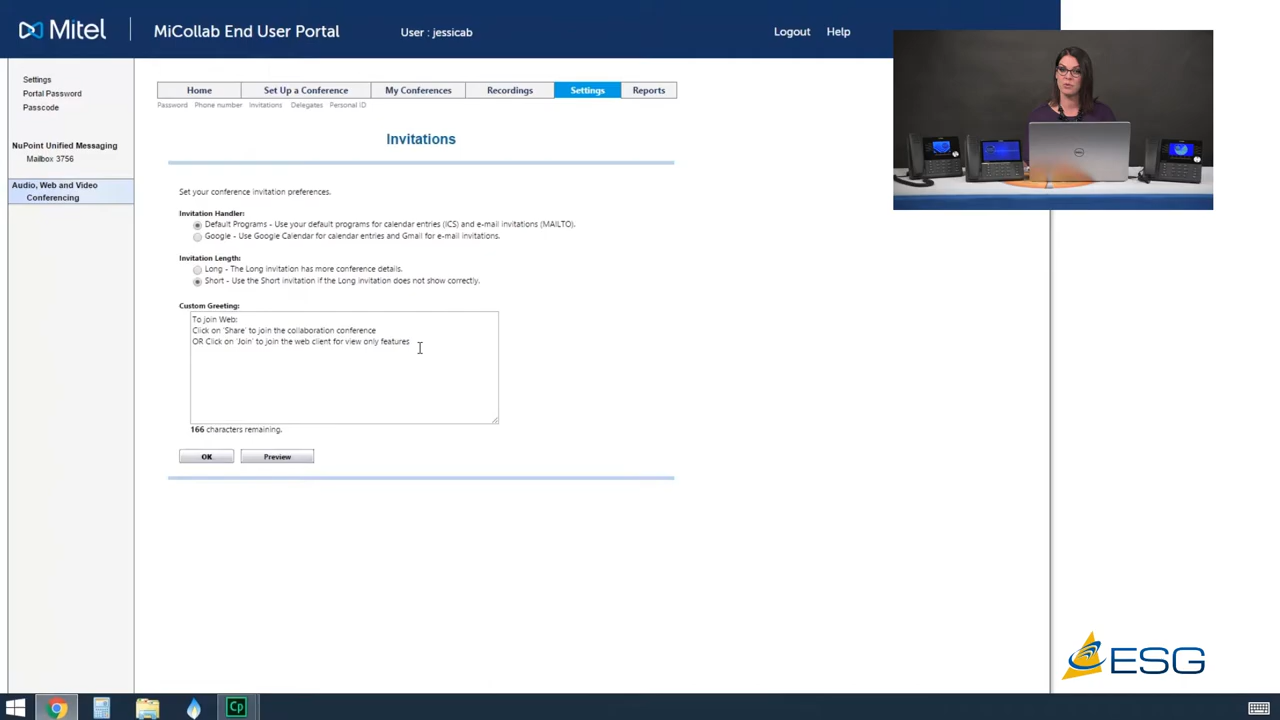 Mitel
MiCollab End User Portal
User : jessicab
Logout Help
Settings
Portal Password
Passcode
NuPoint Unified Messaging
Mailbox 3756
Audio, Web and Video
Conferencing
Home Set Up a Conference My Conferences Recordings Settings Reports
Password Phone number Invitations Delegates Personal ID
Invitations
Set your conference invitation preferences.
Invitation Handler:
Default Programs - Use your default programs for calendar entries (ICS) and e-mail invitations (MAILTO).
Google - Use Google Calendar for calendar entries and Gmail for e-mail invitations.
Invitation Length:
Long - The Long invitation has more conference details.
Short - Use the Short invitation if the Long invitation does not show correctly.
Custom Greeting:
To join Web:
Click on 'Share' to join the collaboration conference
OR Click on 'Join' to join the web client for view only features
166 characters remaining.
OK Preview
DELL
ESG
Cp